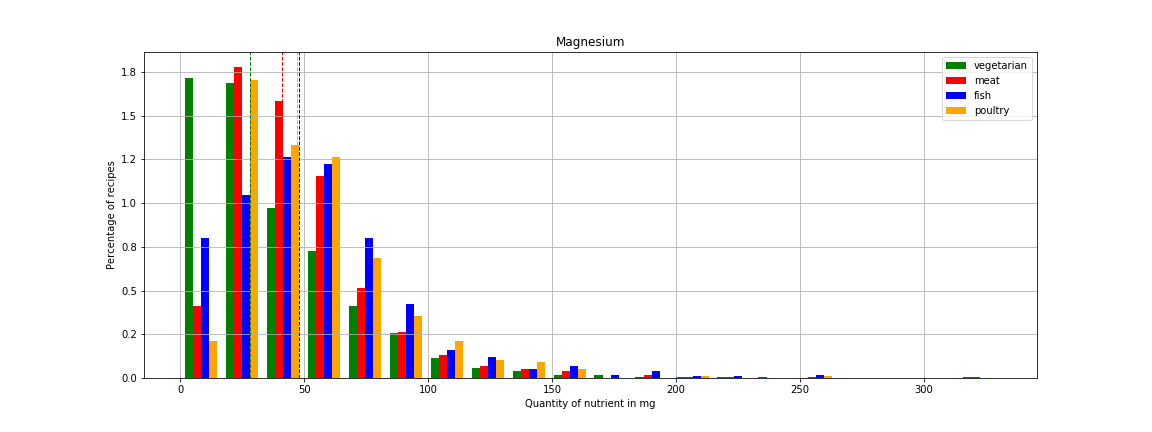 Magnesium
vegetarian
meat
fish
poultry
Percentage of recipes
1.8
1.5
1.2
1.0
0.8
0.5
0.2
0.0
0 50 100 150 200 250 300
Quantity of nutrient in mg